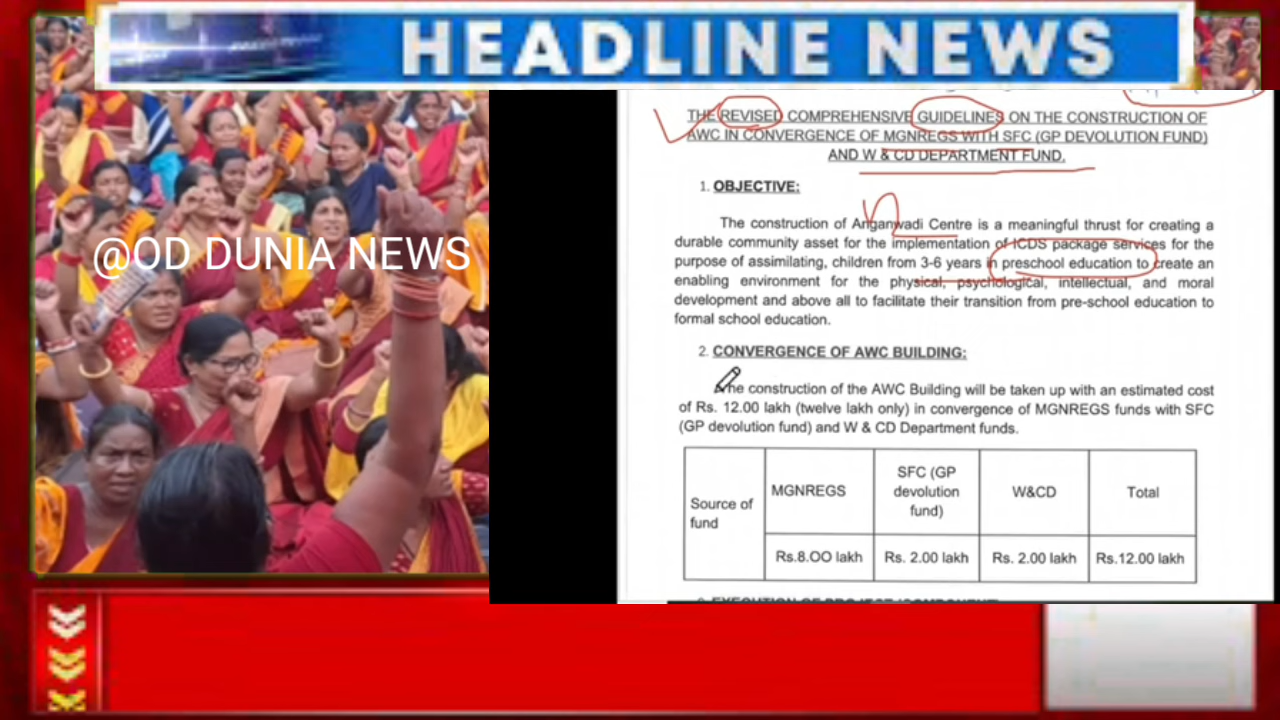 HEADLINE NEWS
@OD DUNIA NEWS
THE REVISED COMPREHENSIVE GUIDELINES ON THE CONSTRUCTION OF
AWC IN CONVERGENCE OF MGNREGS WITH SFC (GP DEVOLUTION FUND)
AND W & CD DEPARTMENT FUND.
1. OBJECTIVE:
The construction of Anganwadi Centre is a meaningful thrust for creating a
durable community asset for the implementation of ICDS package services for the
purpose of assimilating, children from 3-6 years in preschool education to create an
enabling environment for the physical, psychological, intellectual, and moral
development and above all to facilitate their transition from pre-school education to
formal school education.
2. CONVERGENCE OF AWC BUILDING:
The construction of the AWC Building will be taken up with an estimated cost
of Rs. 12.00 lakh (twelve lakh only) in convergence of MGNREGS funds with SFC
(GP devolution fund) and W & CD Department funds.
Source of fund
MGNREGS
SFC (GP devolution fund)
W&CD
Total
Rs.8.OO lakh
Rs. 2.00 lakh
Rs. 2.00 lakh
Rs.12.00 lakh